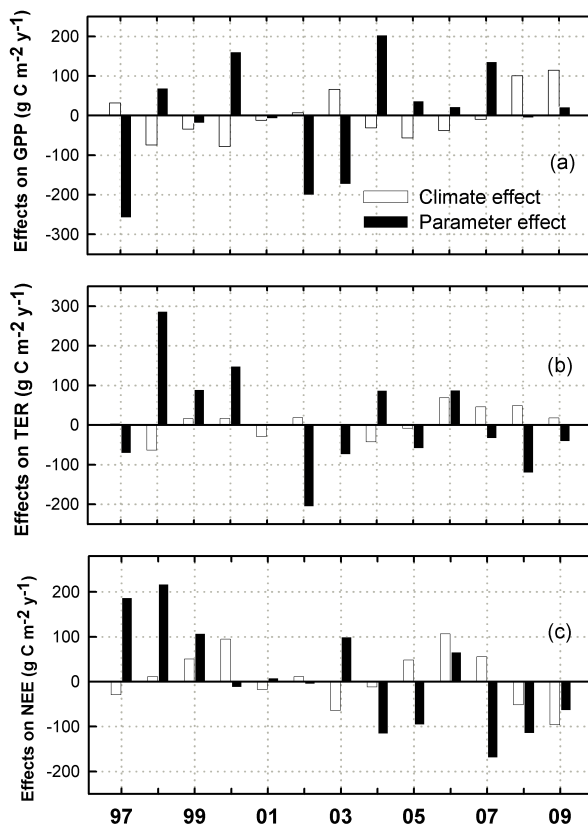 Effects on GPP (g C m-2 y-1)
200
100
0
-100
-200
-300
(a)
Climate effect
Parameter effect
Effects on TER (g C m-2 y-1)
300
200
100
0
-100
-200
(b)
Effects on NEE (g C m-2 y-1)
200
100
0
-100
-200
(c)
97 99 01 03 05 07 09